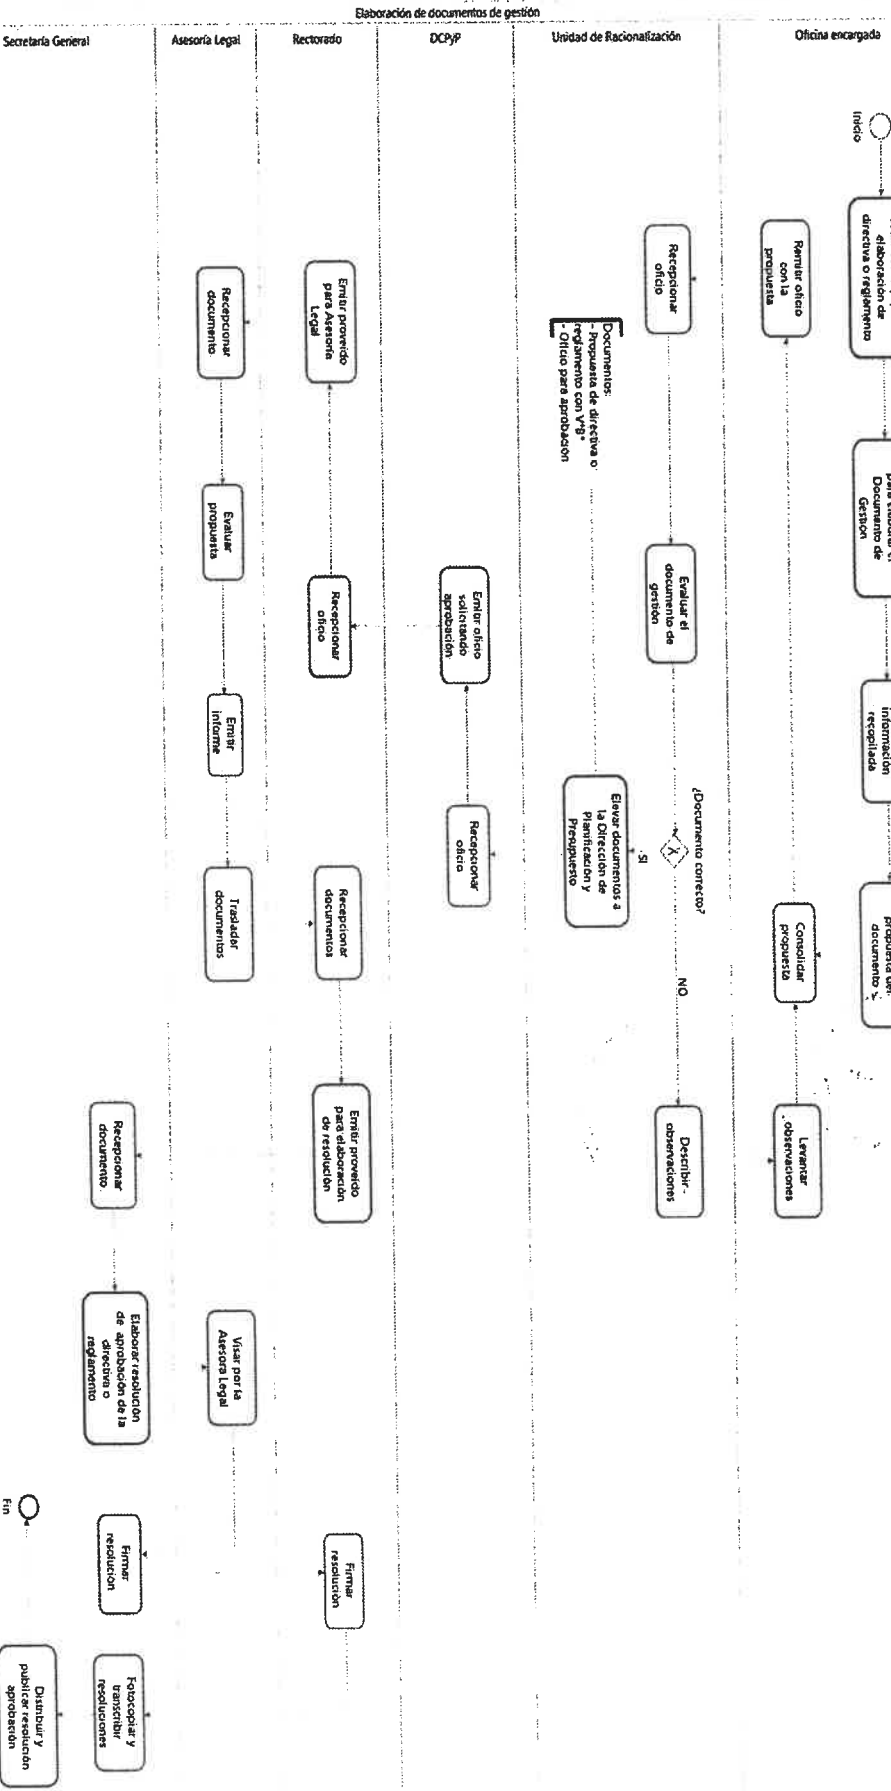 Elaboración de documentos de gestión
Secretaría General
Asesoría Legal
Rectorado
DCPyP
Unidad de Racionalización
Oficina encargada
Inicio
elaboración de
directiva o reglamento
Documento de
Gestión
información
recopilada
documento y
Remitir oficio
con la
propuesta
Consolidar
propuesta
Levantar
observaciones
Recepcionar
oficio
Evaluar el
documento de
gestión
¿Documento correcto?
SI
NO
Describir
observaciones
Documentos:
- Propuesta de directiva o
reglamento con V°B°
- Oficio para aprobación
Elevar documentos a
la Dirección de
Planificación y
Presupuesto
Emitir oficio
solicitando
aprobación
Recepcionar
oficio
Emitir proveído
para Asesoría
Legal
Recepcionar
oficio
Recepcionar
documentos
Emitir proveído
para elaboración
de resolución
Firmar
resolución
Recepcionar
documento
Evaluar
propuesta
Emitir
informe
Trasladar
documentos
Visar por la
Asesora Legal
Recepcionar
documento
Elaborar resolución
de aprobación de la
directiva o
reglamento
Firmar
resolución
Fotocopiar y
transcribir
resoluciones
Distribuir y
publicar resolución
aprobación
Fin